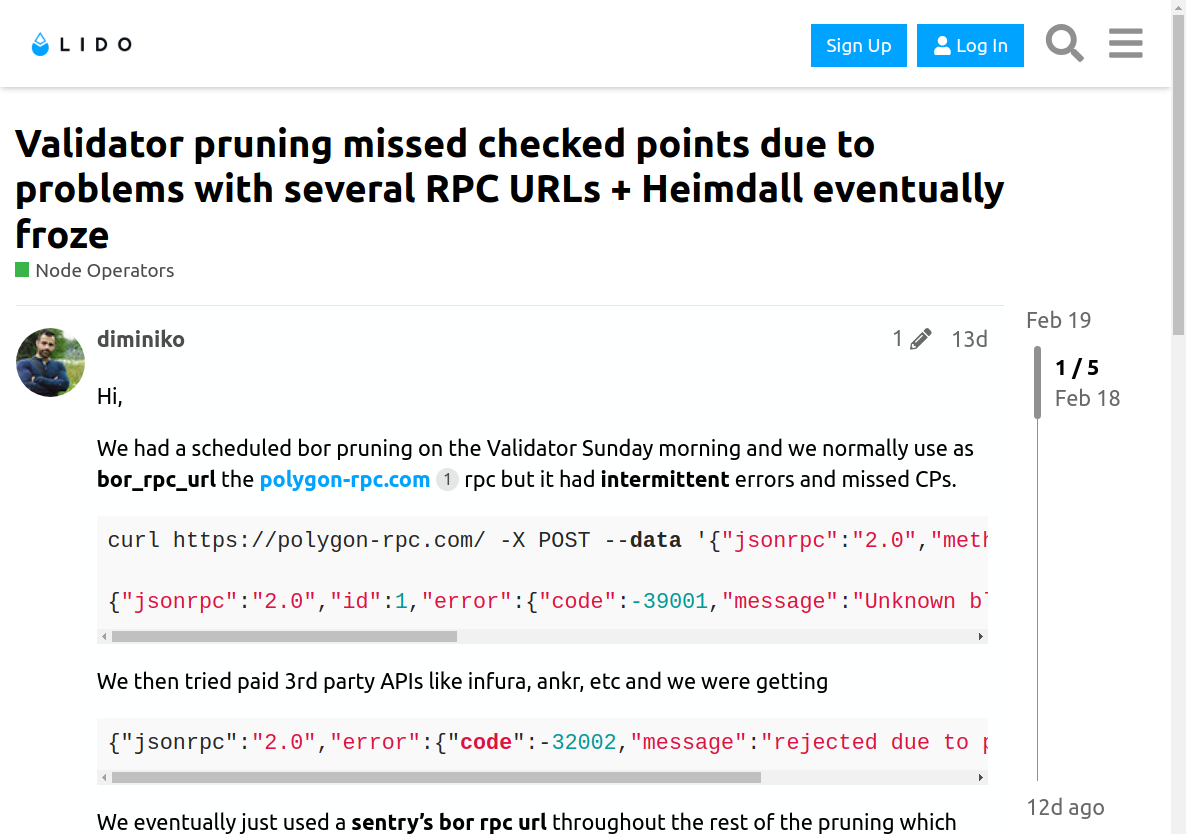 LIDO
Sign Up
Log In
Validator pruning missed checked points due to
problems with several RPC URLs + Heimdall eventually
froze
Node Operators
diminiko
1
13d
Feb 19
1 / 5
Feb 18
Hi,
We had a scheduled bor pruning on the Validator Sunday morning and we normally use as
bor_rpc_url the polygon-rpc.com 1 rpc but it had intermittent errors and missed CPs.
curl https://polygon-rpc.com/ -X POST --data '{"jsonrpc":"2.0","meth
{"jsonrpc":"2.0","id":1,"error":{"code":-39001,"message":"Unknown bl
We then tried paid 3rd party APIs like infura, ankr, etc and we were getting
{"jsonrpc":"2.0","error":{"code":-32002,"message":"rejected due to p
We eventually just used a sentry’s bor rpc url throughout the rest of the pruning which
12d ago